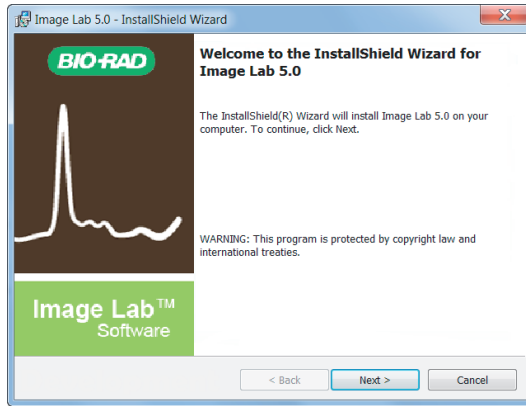 Image Lab 5.0 - InstallShield Wizard
BIO-RAD
Welcome to the InstallShield Wizard for
Image Lab 5.0
The InstallShield(R) Wizard will install Image Lab 5.0 on your
computer. To continue, click Next.
WARNING: This program is protected by copyright law and
international treaties.
Image Lab™
Software
< Back
Next >
Cancel